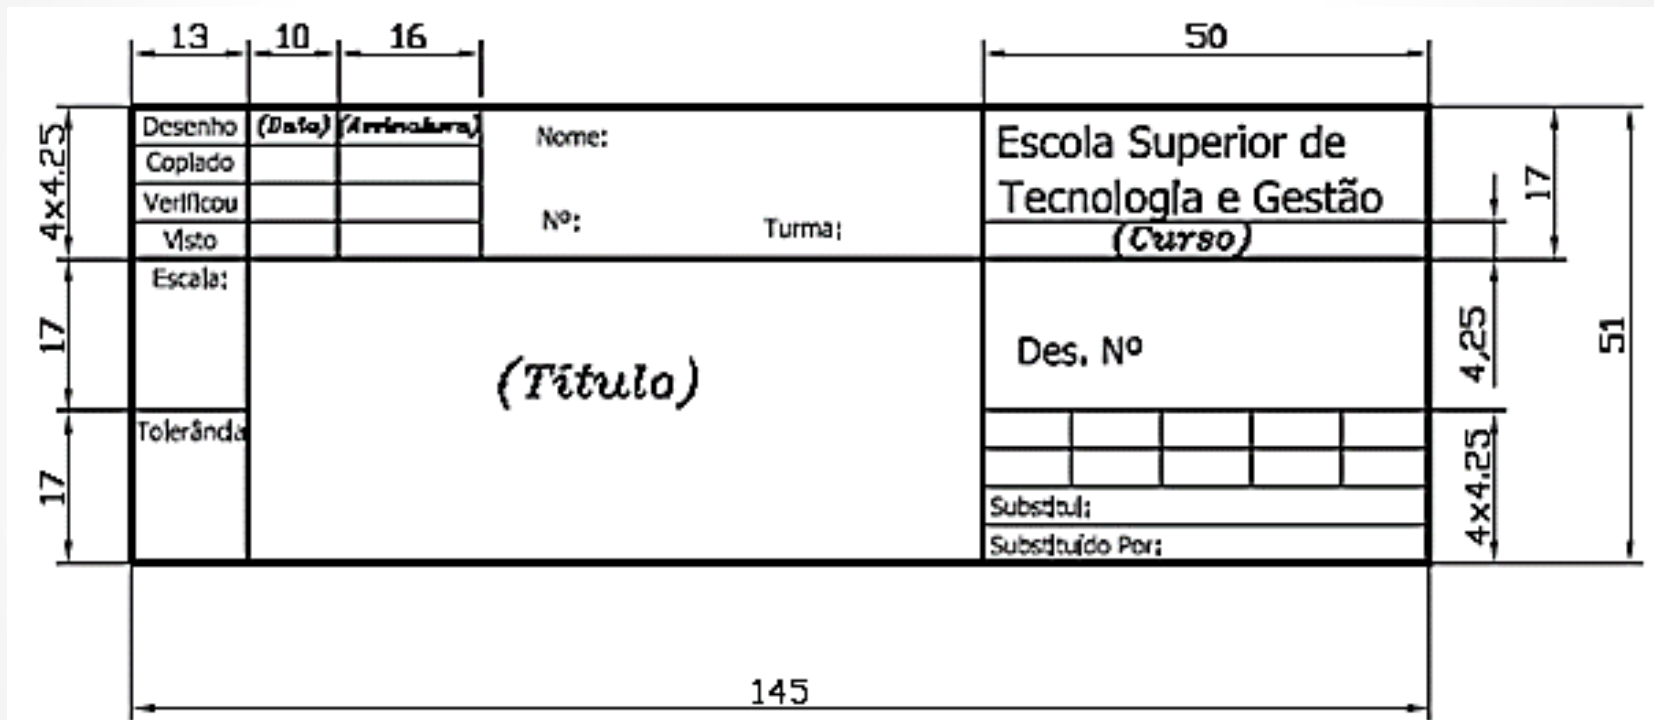 13 10 16 50
4x4.25
Desenho (Data) (Assinatura)
Copiado
Verificou
Visto
Nome:
Nº: Turma:
Escola Superior de
Tecnologia e Gestão
(Curso)
17
51
17
Escala:
(Título)
Des. Nº
4,25
17
Tolerância
4x4.25
Substitui:
Substituído Por:
145